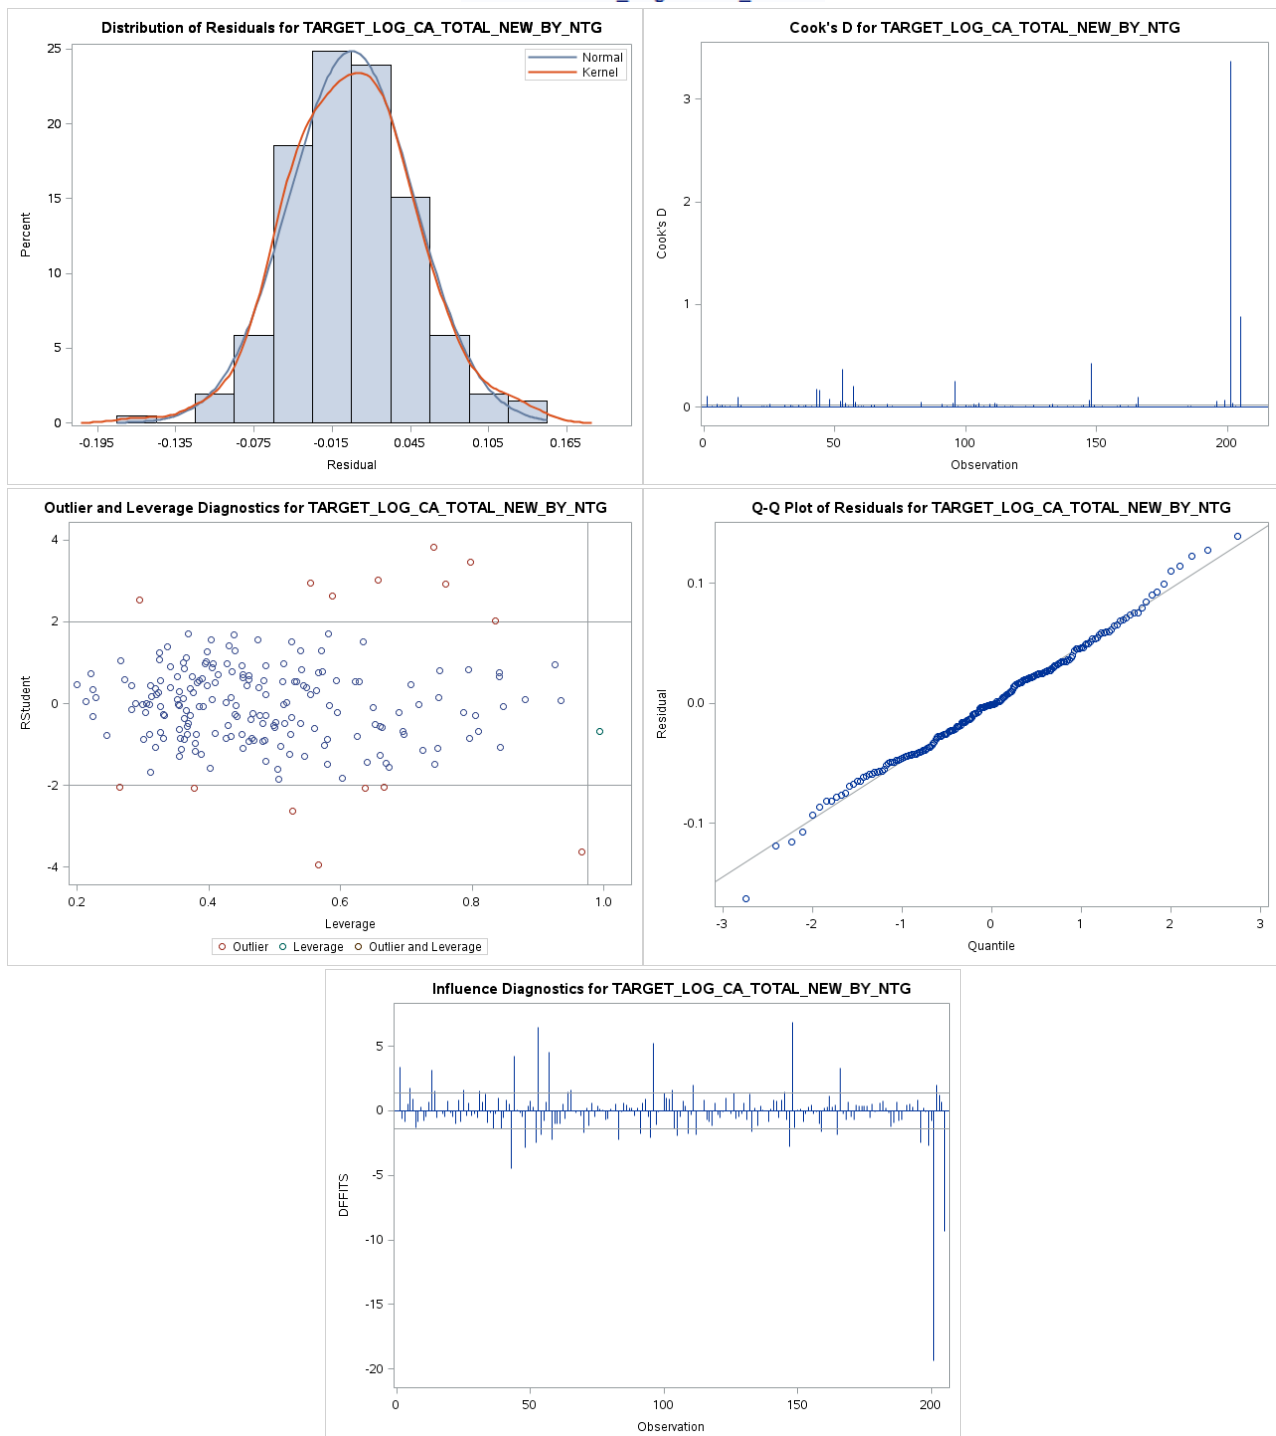 Distribution of Residuals for TARGET_LOG_CA_TOTAL_NEW_BY_NTG
Normal
Kernel
25
20
15
10
5
0
Percent
-0.195 -0.135 -0.075 -0.015 0.045 0.105 0.165
Residual
Cook's D for TARGET_LOG_CA_TOTAL_NEW_BY_NTG
3
2
1
0
Cook's D
0 50 100 150 200
Observation
Outlier and Leverage Diagnostics for TARGET_LOG_CA_TOTAL_NEW_BY_NTG
4
2
0
-2
-4
RStudent
0.2 0.4 0.6 0.8 1.0
Leverage
Outlier Leverage Outlier and Leverage
Q-Q Plot of Residuals for TARGET_LOG_CA_TOTAL_NEW_BY_NTG
0.1
0.0
-0.1
Residual
-3 -2 -1 0 1 2 3
Quantile
Influence Diagnostics for TARGET_LOG_CA_TOTAL_NEW_BY_NTG
5
0
-5
-10
-15
-20
DFFITS
0 50 100 150 200
Observation